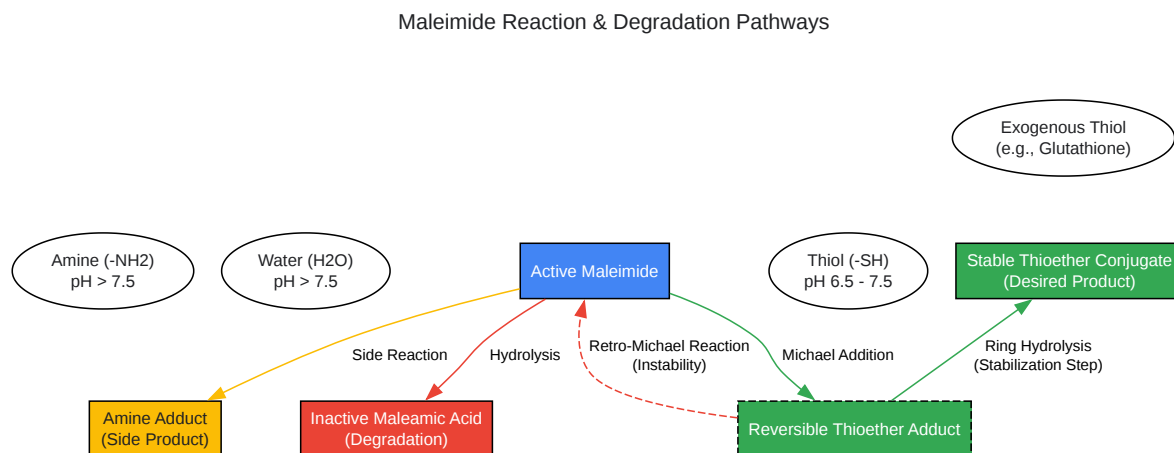 Maleimide Reaction & Degradation Pathways
Exogenous Thiol
(e.g., Glutathione)
Amine (-NH2)
pH > 7.5
Water (H2O)
pH > 7.5
Active Maleimide
Thiol (-SH)
pH 6.5 - 7.5
Stable Thioether Conjugate
(Desired Product)
Side Reaction
Hydrolysis
Retro-Michael Reaction
(Instability)
Michael Addition
Ring Hydrolysis
(Stabilization Step)
Amine Adduct
(Side Product)
Inactive Maleamic Acid
(Degradation)
Reversible Thioether Adduct